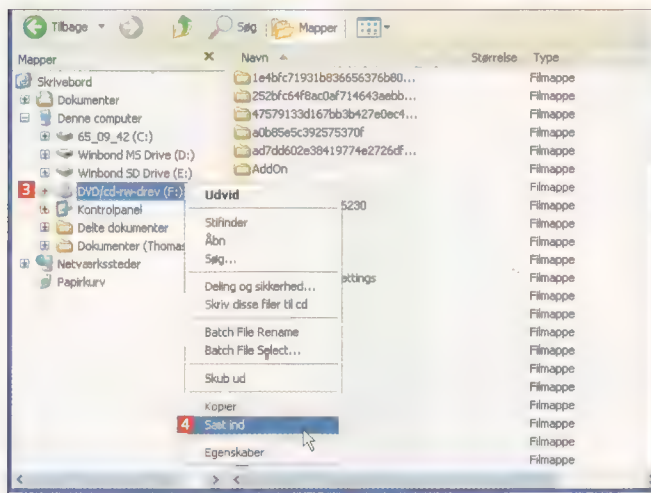 Tilbage
Søg
Mapper
Mapper
Navn
Størrelse
Type
Skrivebord
Dokumenter
Denne computer
65_09_42 (C:)
Winbond MS Drive (D:)
Winbond SD Drive (E:)
3
DVD/cd-rw-drev (F:)
Kontrolpanel
Delte dokumenter
Dokumenter (Thomas
Netværkssteder
Papirkurv
1e4bfc71931b836656376b80...
Filmappe
252bfc64f8ac0af714643aebb...
Filmappe
47579133d167bb3b427e0ec4...
Filmappe
a0b85e5c392575370f
Filmappe
ad7dd602e38419774e2726df...
Filmappe
AddOn
Filmappe
Filmappe
5230
Filmappe
Filmappe
Filmappe
Filmappe
ettings
Filmappe
Filmappe
Filmappe
Filmappe
Filmappe
Filmappe
Filmappe
Filmappe
Filmappe
Filmappe
Filmappe
Udvid
Stifinder
Åbn
Søg...
Deling og sikkerhed...
Skriv disse filer til cd
Batch File Rename
Batch File Select...
Skub ud
Kopier
4
Sæt ind
Egenskaber